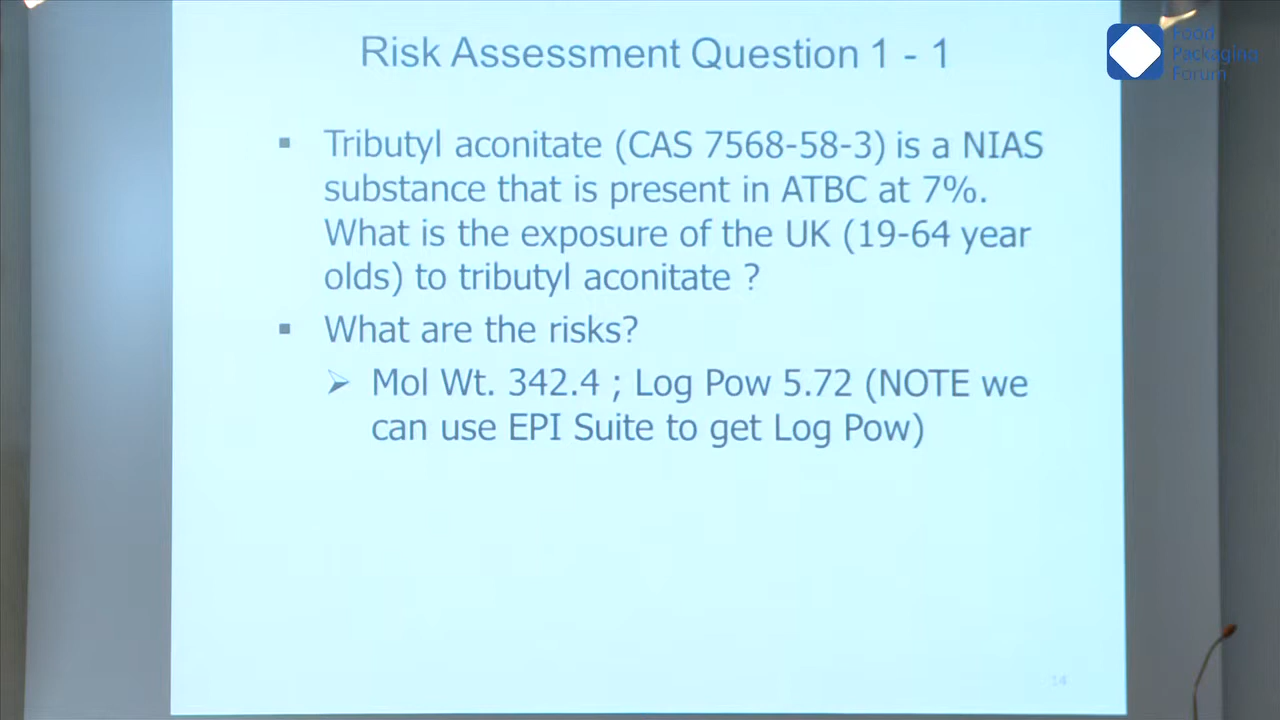 Risk Assessment Question 1 - 1
Food
Packaging
Forum
▪ Tributyl aconitate (CAS 7568-58-3) is a NIAS
substance that is present in ATBC at 7%.
What is the exposure of the UK (19-64 year
olds) to tributyl aconitate ?
▪ What are the risks?
➢ Mol Wt. 342.4 ; Log Pow 5.72 (NOTE we
can use EPI Suite to get Log Pow)
14